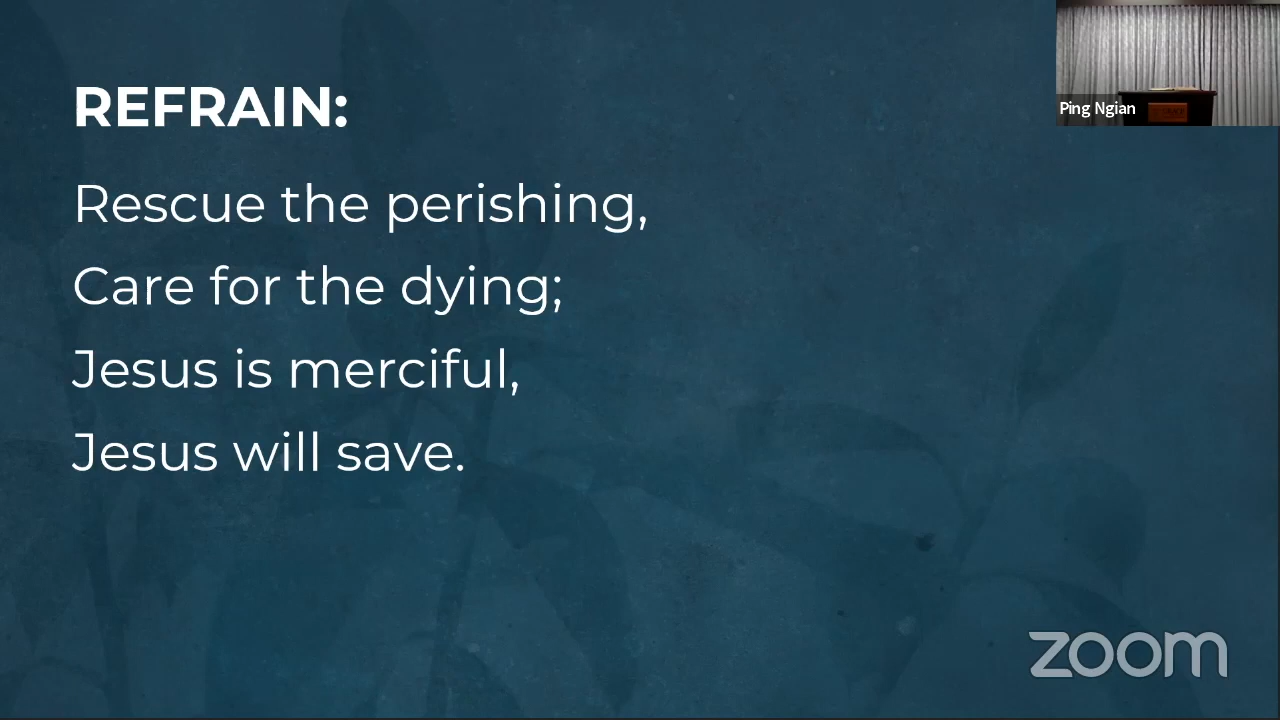 REFRAIN:
Rescue the perishing,
Care for the dying;
Jesus is merciful,
Jesus will save.
Ping Ngian
zoom